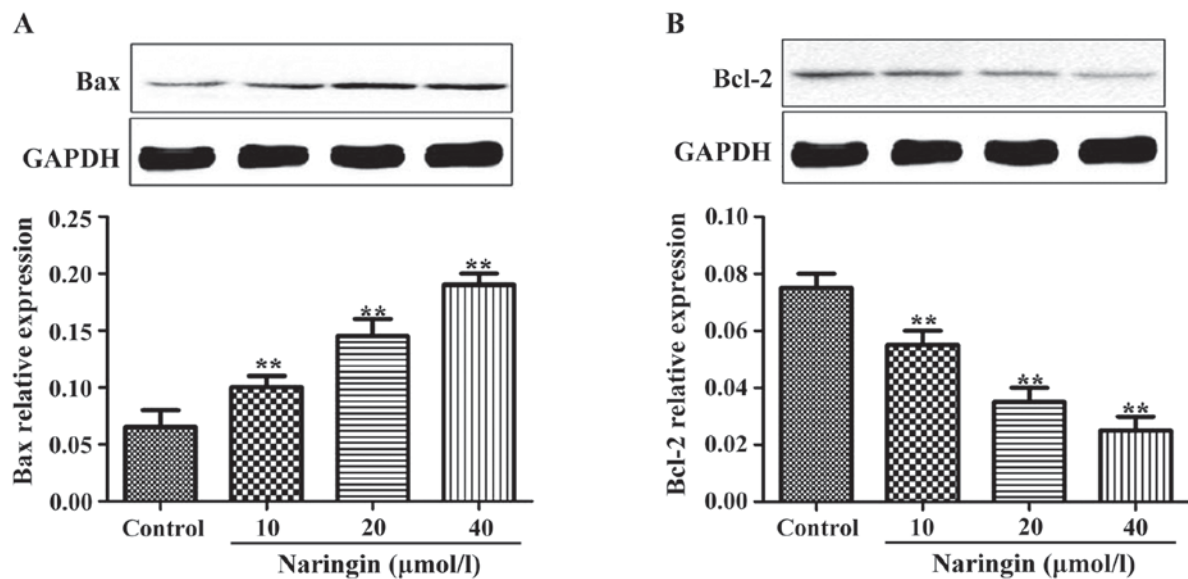 A
Bax
GAPDH
Bax relative expression
0.25
0.20
0.15
0.10
0.05
0.00
**
**
**
Control
10
20
40
Naringin (μmol/l)
B
Bcl-2
GAPDH
Bcl-2 relative expression
0.10
0.08
0.06
0.04
0.02
0.00
**
**
**
Control
10
20
40
Naringin (μmol/l)